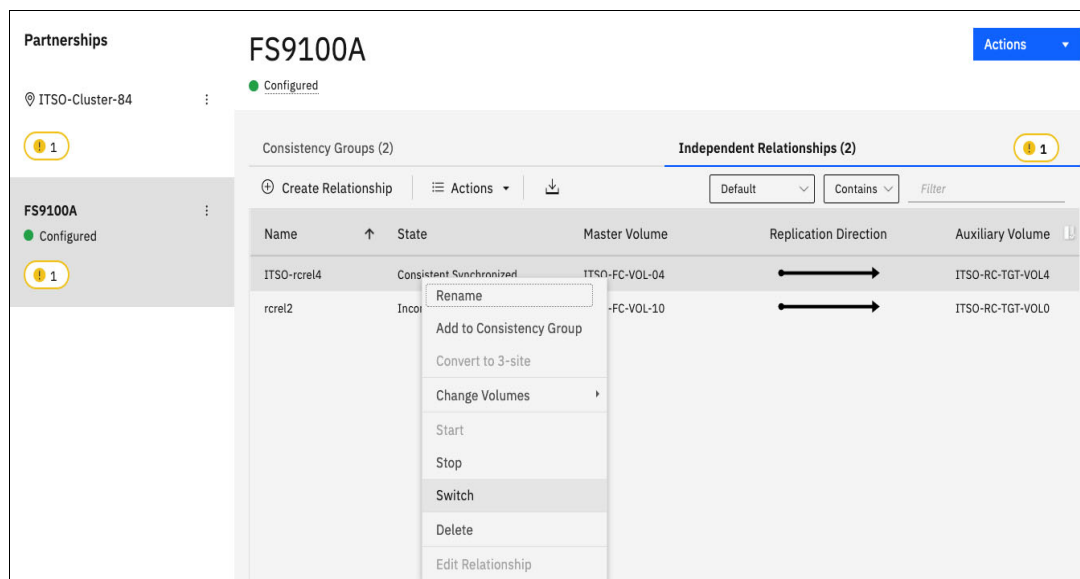 Partnerships
ITSO-Cluster-84
1
FS9100A
Configured
1
FS9100A
Configured
Actions
Consistency Groups (2)
Independent Relationships (2)
1
Create Relationship
Actions
Default
Contains
Filter
Name State Master Volume Replication Direction Auxiliary Volume
ITSO-rcrel4 Consistent Synchronized ITSO-FC-VOL-04 ITSO-RC-TGT-VOL4
rcrel2 Incon -FC-VOL-10 ITSO-RC-TGT-VOL0
Rename
Add to Consistency Group
Convert to 3-site
Change Volumes
Start
Stop
Switch
Delete
Edit Relationship